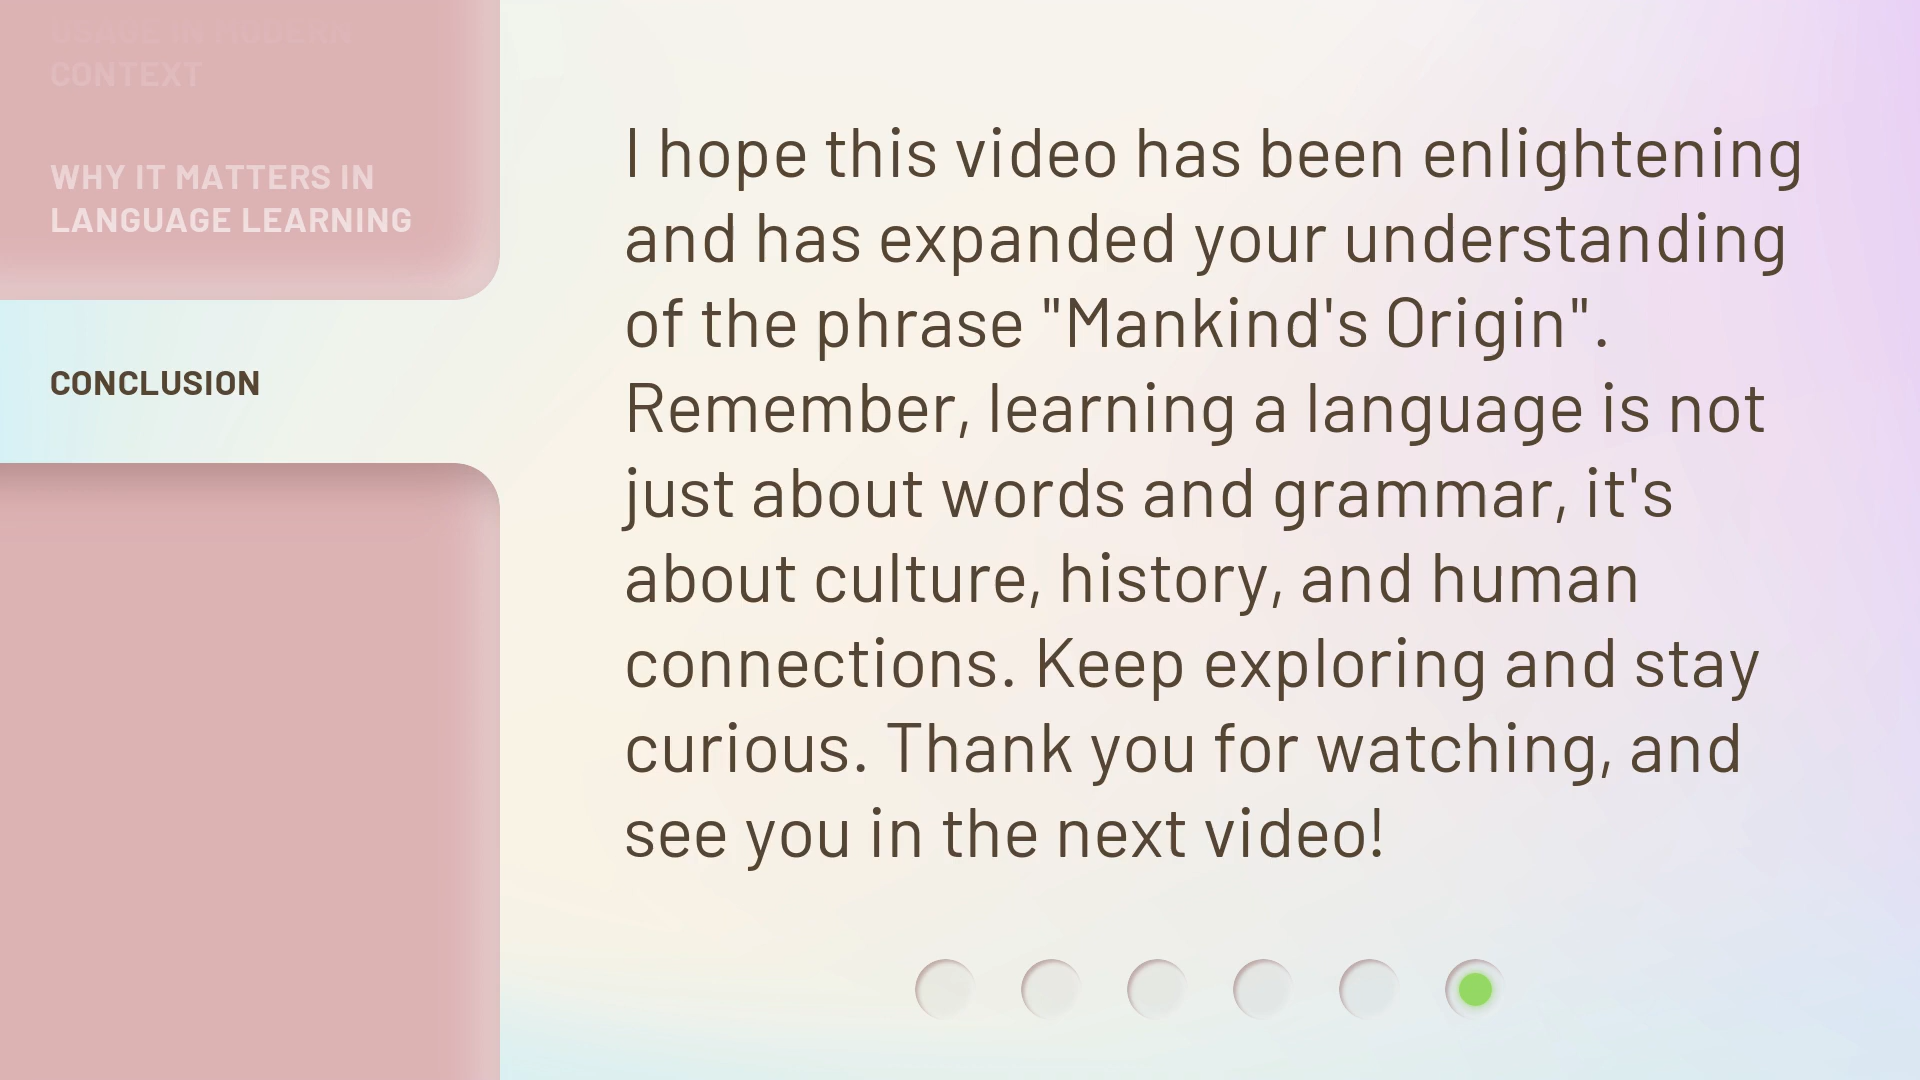 USAGE IN MODERN
CONTEXT
WHY IT MATTERS IN
LANGUAGE LEARNING
CONCLUSION
I hope this video has been enlightening
and has expanded your understanding
of the phrase "Mankind's Origin".
Remember, learning a language is not
just about words and grammar, it's
about culture, history, and human
connections. Keep exploring and stay
curious. Thank you for watching, and
see you in the next video!